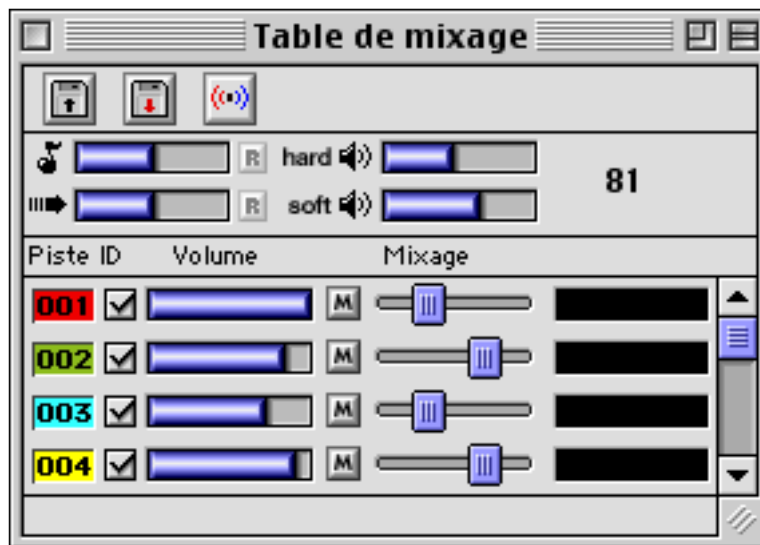 Table de mixage
R hard
81
R soft
Piste ID Volume Mixage
001 M
002 M
003 M
004 M